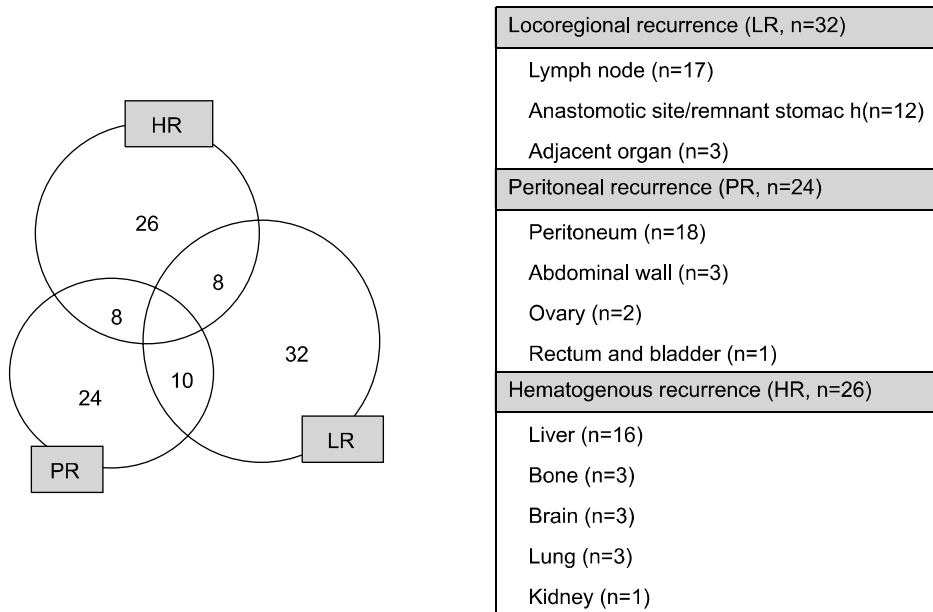 HR
26
8
8
32
10
24
LR
PR
Locoregional recurrence (LR, n=32)
Lymph node (n=17)
Anastomotic site/remnant stomac h(n=12)
Adjacent organ (n=3)
Peritoneal recurrence (PR, n=24)
Peritoneum (n=18)
Abdominal wall (n=3)
Ovary (n=2)
Rectum and bladder (n=1)
Hematogenous recurrence (HR, n=26)
Liver (n=16)
Bone (n=3)
Brain (n=3)
Lung (n=3)
Kidney (n=1)